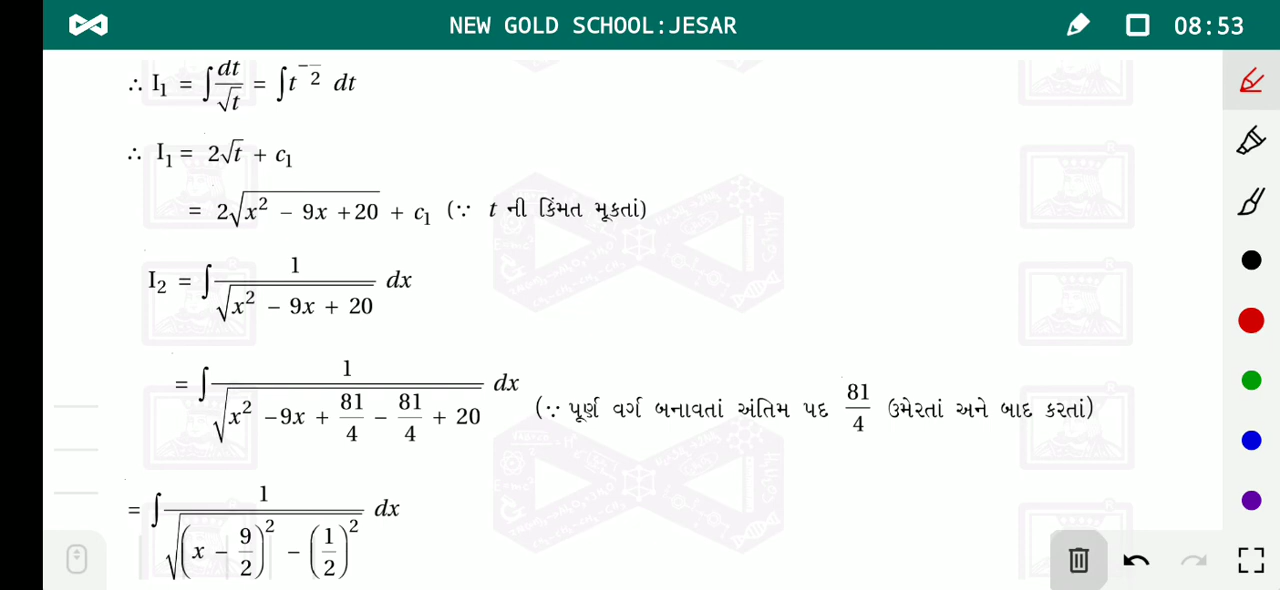 NEW GOLD SCHOOL:JESAR 08:53
∴ I₁ = ∫ dt/√t = ∫ t^(-/2) dt
∴ I₁ = 2√t + c₁
= 2√(x² − 9x + 20) + c₁ (∵ t ની કિંમત મૂકતાં)
I₂ = ∫ 1/√(x² − 9x + 20) dx
= ∫ 1/√(x² − 9x + 81/4 − 81/4 + 20) dx (∵ પૂર્ણ વર્ગ બનાવતાં અંતિમ પદ 81/4 ઉમેરતાં અને બાદ કરતાં)
= ∫ 1/√((x − 9/2)² − (1/2)²) dx